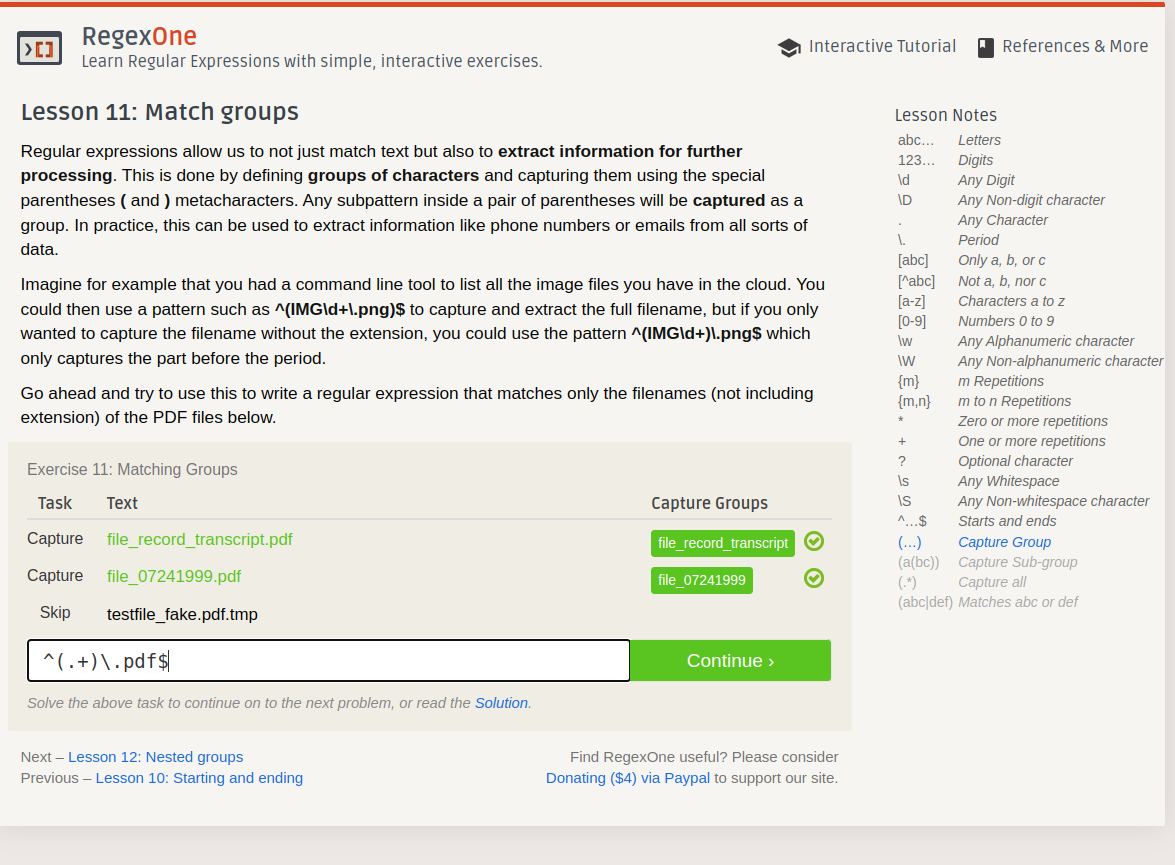 RegexOne
Learn Regular Expressions with simple, interactive exercises.
Interactive Tutorial
References & More
Lesson 11: Match groups
Regular expressions allow us to not just match text but also to extract information for further
processing. This is done by defining groups of characters and capturing them using the special
parentheses ( and ) metacharacters. Any subpattern inside a pair of parentheses will be captured as a
group. In practice, this can be used to extract information like phone numbers or emails from all sorts of
data.
Imagine for example that you had a command line tool to list all the image files you have in the cloud. You
could then use a pattern such as ^(IMG\d+\.png)$ to capture and extract the full filename, but if you only
wanted to capture the filename without the extension, you could use the pattern ^(IMG\d+)\.png$ which
only captures the part before the period.
Go ahead and try to use this to write a regular expression that matches only the filenames (not including
extension) of the PDF files below.
Exercise 11: Matching Groups
Task Text Capture Groups
Capture file_record_transcript.pdf file_record_transcript
Capture file_07241999.pdf file_07241999
Skip testfile_fake.pdf.tmp
^(.+)\.pdf$ Continue ›
Solve the above task to continue on to the next problem, or read the Solution.
Next – Lesson 12: Nested groups
Previous – Lesson 10: Starting and ending
Find RegexOne useful? Please consider
Donating ($4) via Paypal to support our site.
Lesson Notes
abc… Letters
123… Digits
\d Any Digit
\D Any Non-digit character
. Any Character
\. Period
[abc] Only a, b, or c
[^abc] Not a, b, nor c
[a-z] Characters a to z
[0-9] Numbers 0 to 9
\w Any Alphanumeric character
\W Any Non-alphanumeric character
{m} m Repetitions
{m,n} m to n Repetitions
* Zero or more repetitions
+ One or more repetitions
? Optional character
\s Any Whitespace
\S Any Non-whitespace character
^…$ Starts and ends
(…) Capture Group
(a(bc)) Capture Sub-group
(.*) Capture all
(abc|def) Matches abc or def